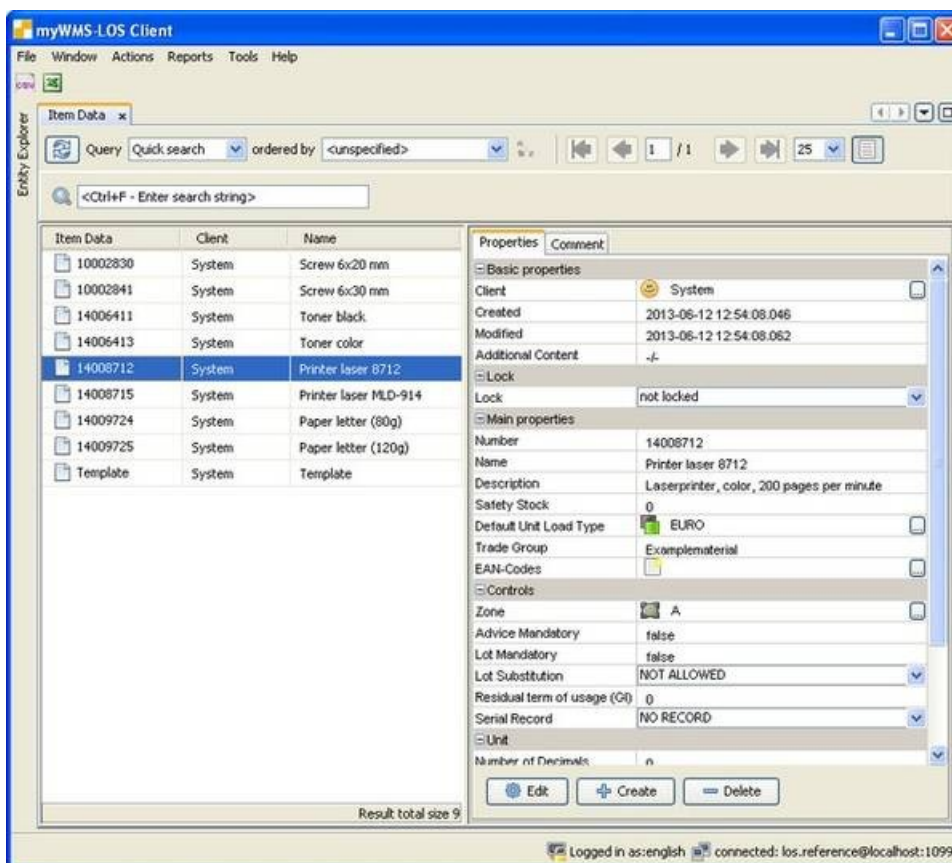 myWMS-LOS Client
File Window Actions Reports Tools Help
csv
Entity Explorer
Item Data x
Query Quick search ordered by <unspecified> 1 / 1 25
<Ctrl+F - Enter search string>
Item Data Client Name
10002830 System Screw 6x20 mm
10002841 System Screw 6x30 mm
14006411 System Toner black
14006413 System Toner color
14008712 System Printer laser 8712
14008715 System Printer laser MLD-914
14009724 System Paper letter (80g)
14009725 System Paper letter (120g)
Template System Template
Result total size 9
Properties Comment
Basic properties
Client System ...
Created 2013-06-12 12:54:08.046
Modified 2013-06-12 12:54:08.062
Additional Content -/-
Lock
Lock not locked
Main properties
Number 14008712
Name Printer laser 8712
Description Laserprinter, color, 200 pages per minute
Safety Stock 0
Default Unit Load Type EURO ...
Trade Group Examplematerial
EAN-Codes ...
Controls
Zone A ...
Advice Mandatory false
Lot Mandatory false
Lot Substitution NOT ALLOWED
Residual term of usage (GI) 0
Serial Record NO RECORD
Unit
Number of Decimals 0
Edit Create Delete
Logged in as:english connected: los.reference@localhost:1099